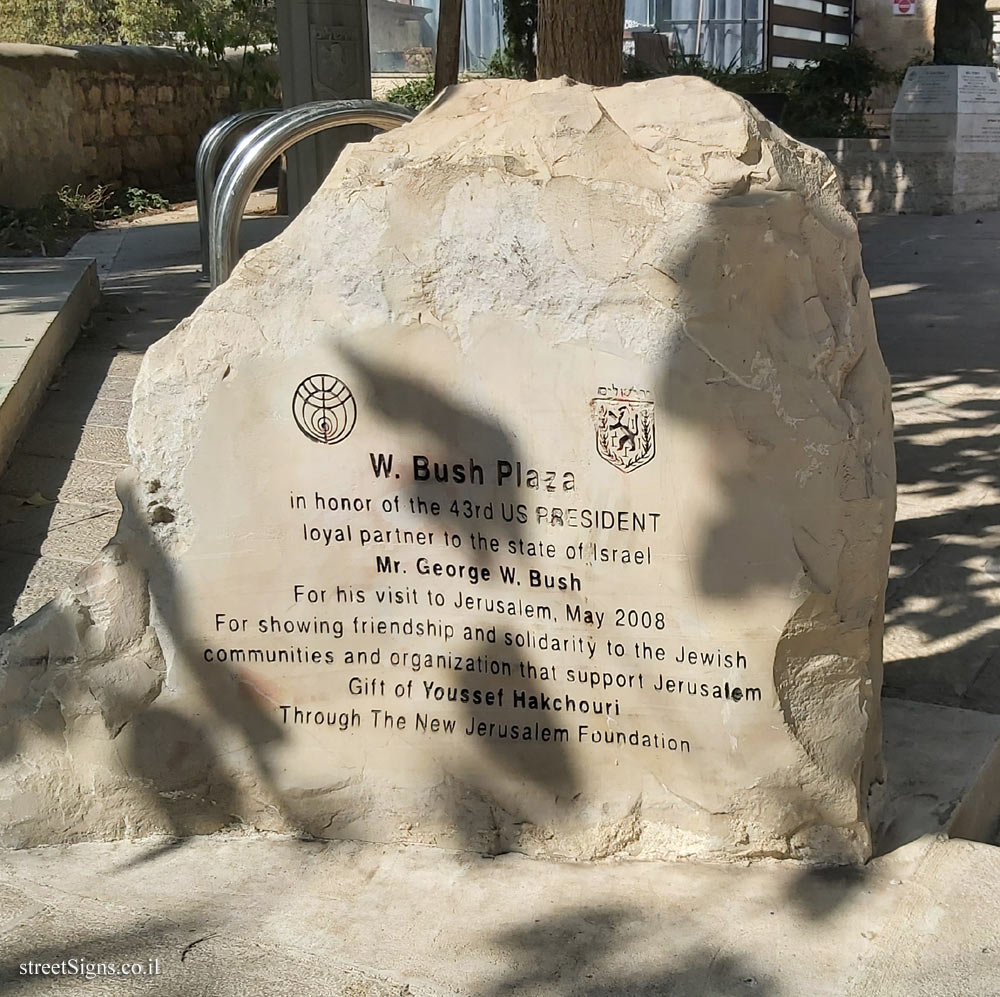 ירושלים
W. Bush Plaza
in honor of the 43rd US PRESIDENT
loyal partner to the state of Israel
Mr. George W. Bush
For his visit to Jerusalem, May 2008
For showing friendship and solidarity to the Jewish
communities and organization that support Jerusalem
Gift of Youssef Hakchouri
Through The New Jerusalem Foundation
streetSigns.co.il